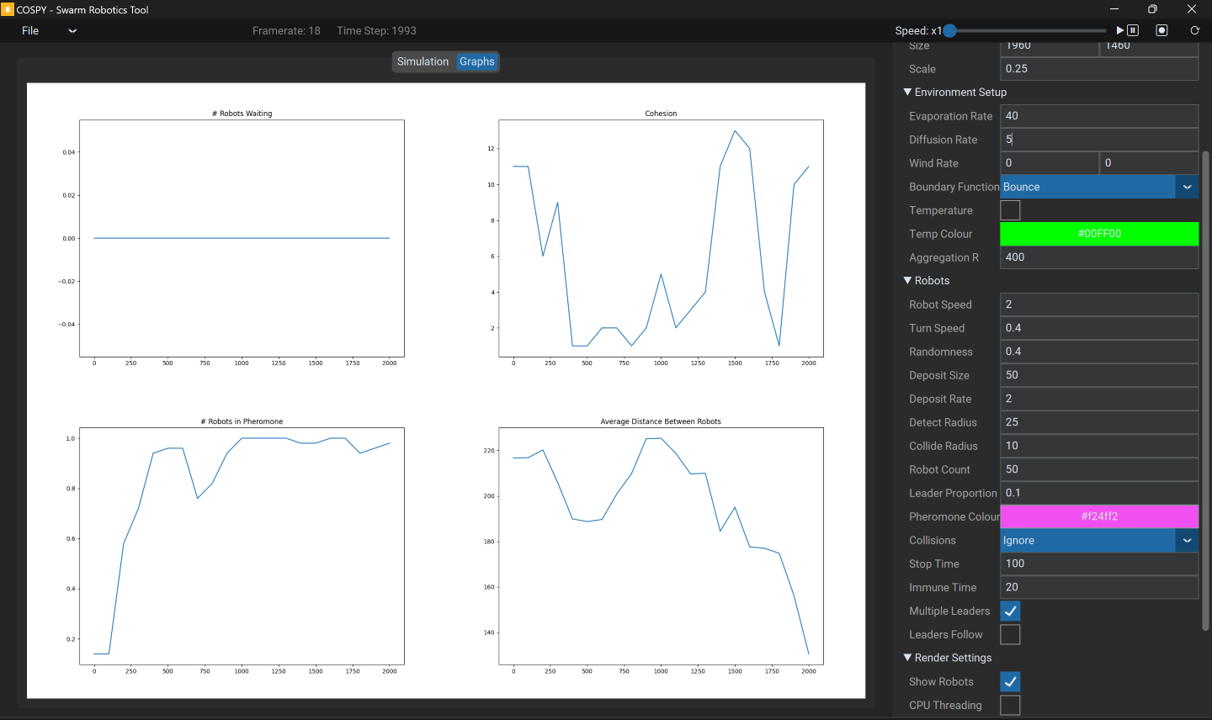 COSPY - Swarm Robotics Tool
File
Framerate: 18
Time Step: 1993
Speed: x1
Simulation
Graphs
# Robots Waiting
0.04
0.02
0.00
−0.02
−0.04
0 250 500 750 1000 1250 1500 1750 2000
Cohesion
12
10
8
6
4
2
0 250 500 750 1000 1250 1500 1750 2000
# Robots in Pheromone
1.0
0.8
0.6
0.4
0.2
0 250 500 750 1000 1250 1500 1750 2000
Average Distance Between Robots
220
200
180
160
140
0 250 500 750 1000 1250 1500 1750 2000
Size 1960 1460
Scale 0.25
Environment Setup
Evaporation Rate 40
Diffusion Rate 5
Wind Rate 0 0
Boundary Function Bounce
Temperature
Temp Colour #00FF00
Aggregation R 400
Robots
Robot Speed 2
Turn Speed 0.4
Randomness 0.4
Deposit Size 50
Deposit Rate 2
Detect Radius 25
Collide Radius 10
Robot Count 50
Leader Proportion 0.1
Pheromone Colour #f24ff2
Collisions Ignore
Stop Time 100
Immune Time 20
Multiple Leaders
Leaders Follow
Render Settings
Show Robots
CPU Threading